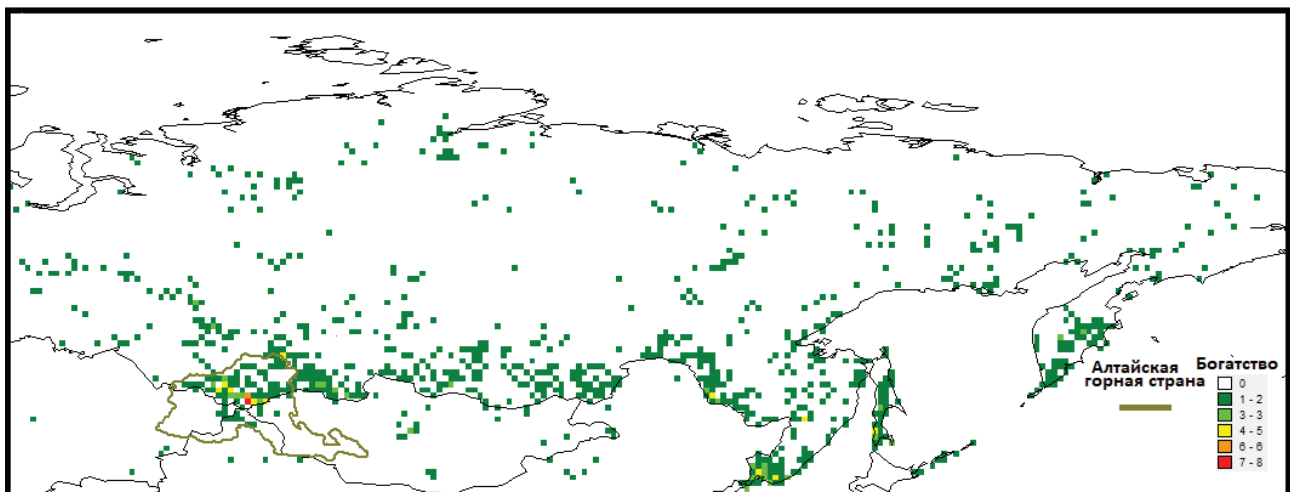 Алтайская
горная страна
Богатство
0
1 - 2
3 - 3
4 - 5
6 - 6
7 - 8